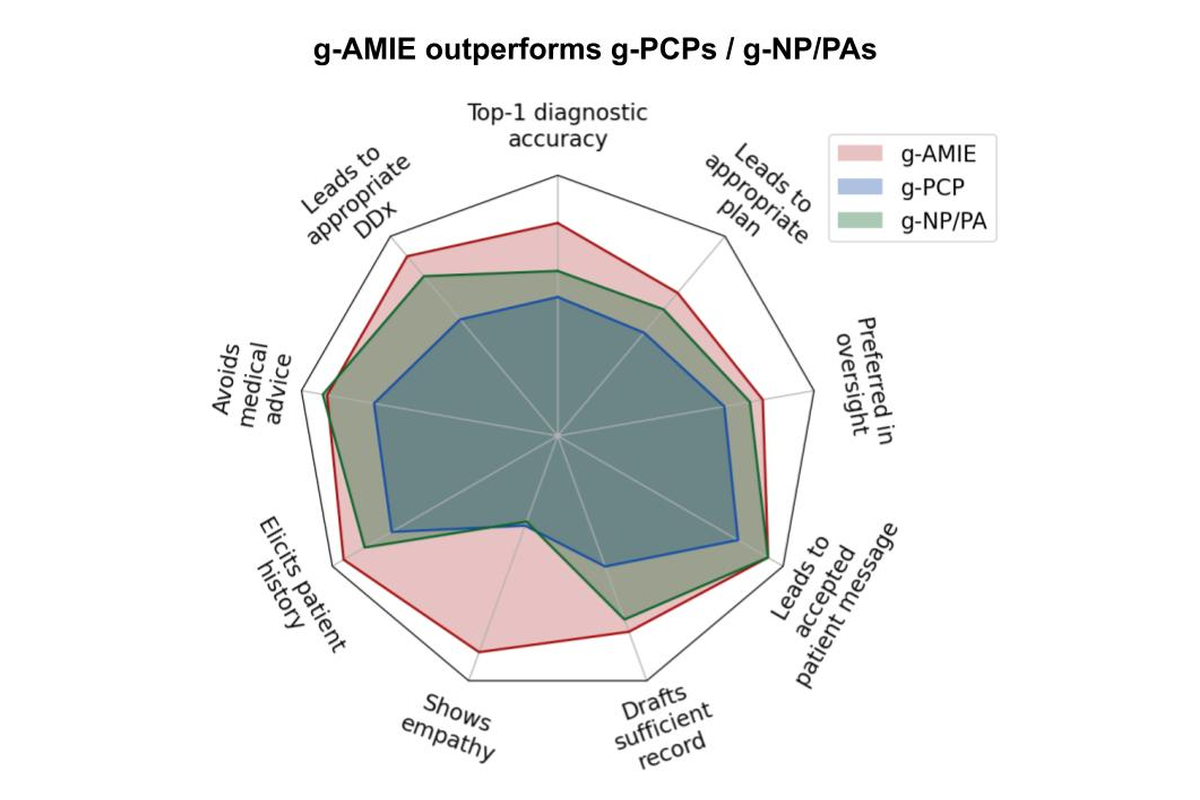 g-AMIE outperforms g-PCPs / g-NP/PAs
Top-1 diagnostic
accuracy
Leads to
appropriate
plan
g-AMIE
g-PCP
g-NP/PA
Leads to
appropriate
DDx
Preferred in
oversight
Avoids
medical
advice
Leads to
accepted
patient message
Elicits patient
history
Drafts
sufficient
record
Shows
empathy